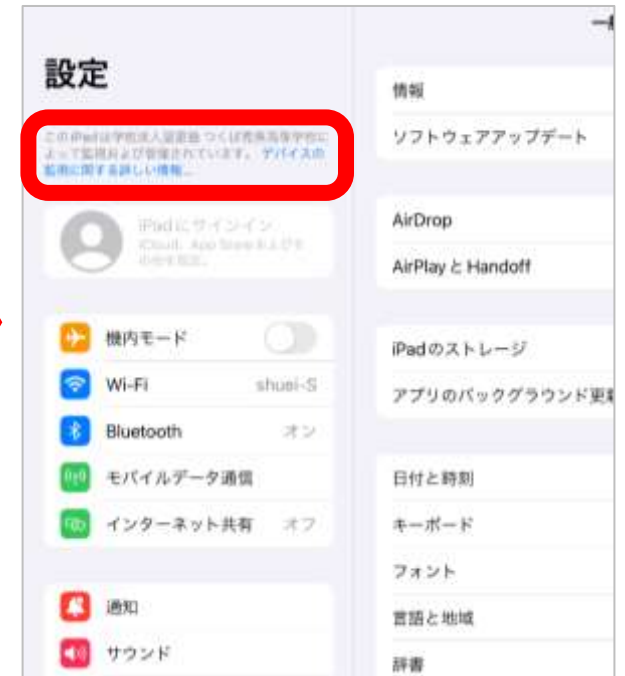 設定
このiPadは学校法人
つくば秀英高等学校に
よって監視および管理されています。 デバイスの
監視に関する詳しい情報...
iPadにサインイン
iCloud、App Storeおよびそ
の他を設定。
機内モード
Wi-Fi shuei-S
Bluetooth オン
モバイルデータ通信
インターネット共有 オフ
通知
サウンド
一般
情報
ソフトウェアアップデート
AirDrop
AirPlayとHandoff
iPadのストレージ
アプリのバックグラウンド更新
日付と時刻
キーボード
フォント
言語と地域
辞書